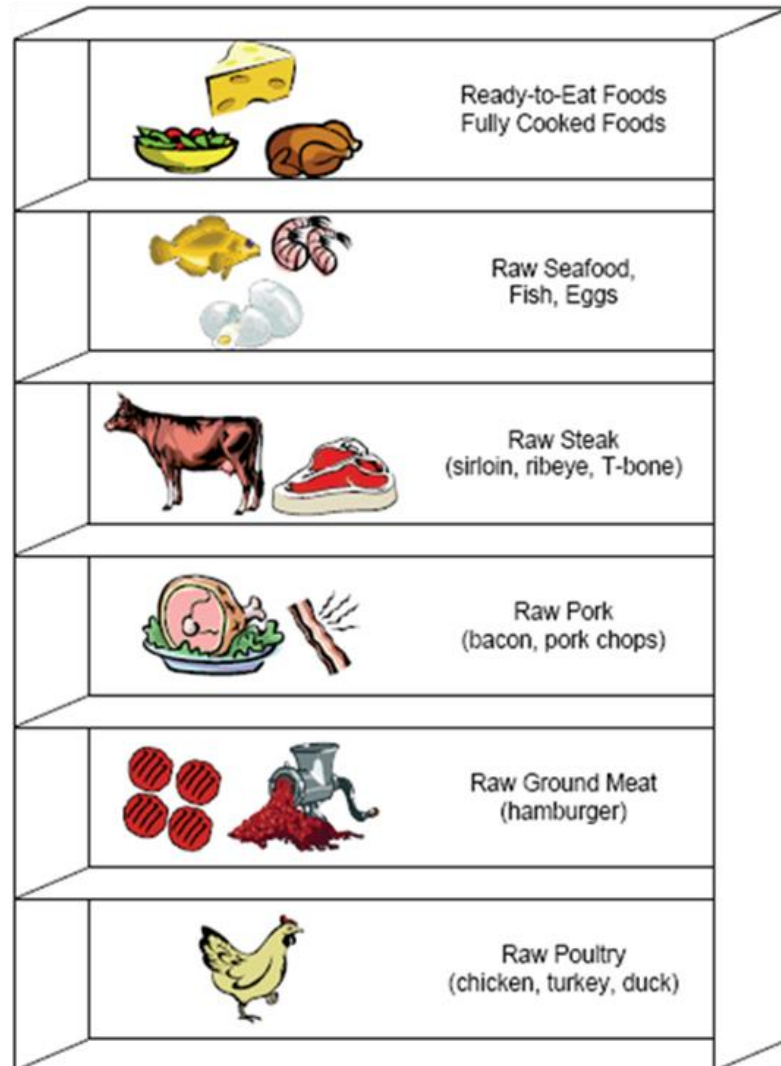 Ready-to-Eat Foods
Fully Cooked Foods
Raw Seafood,
Fish, Eggs
Raw Steak
(sirloin, ribeye, T-bone)
Raw Pork
(bacon, pork chops)
Raw Ground Meat
(hamburger)
Raw Poultry
(chicken, turkey, duck)